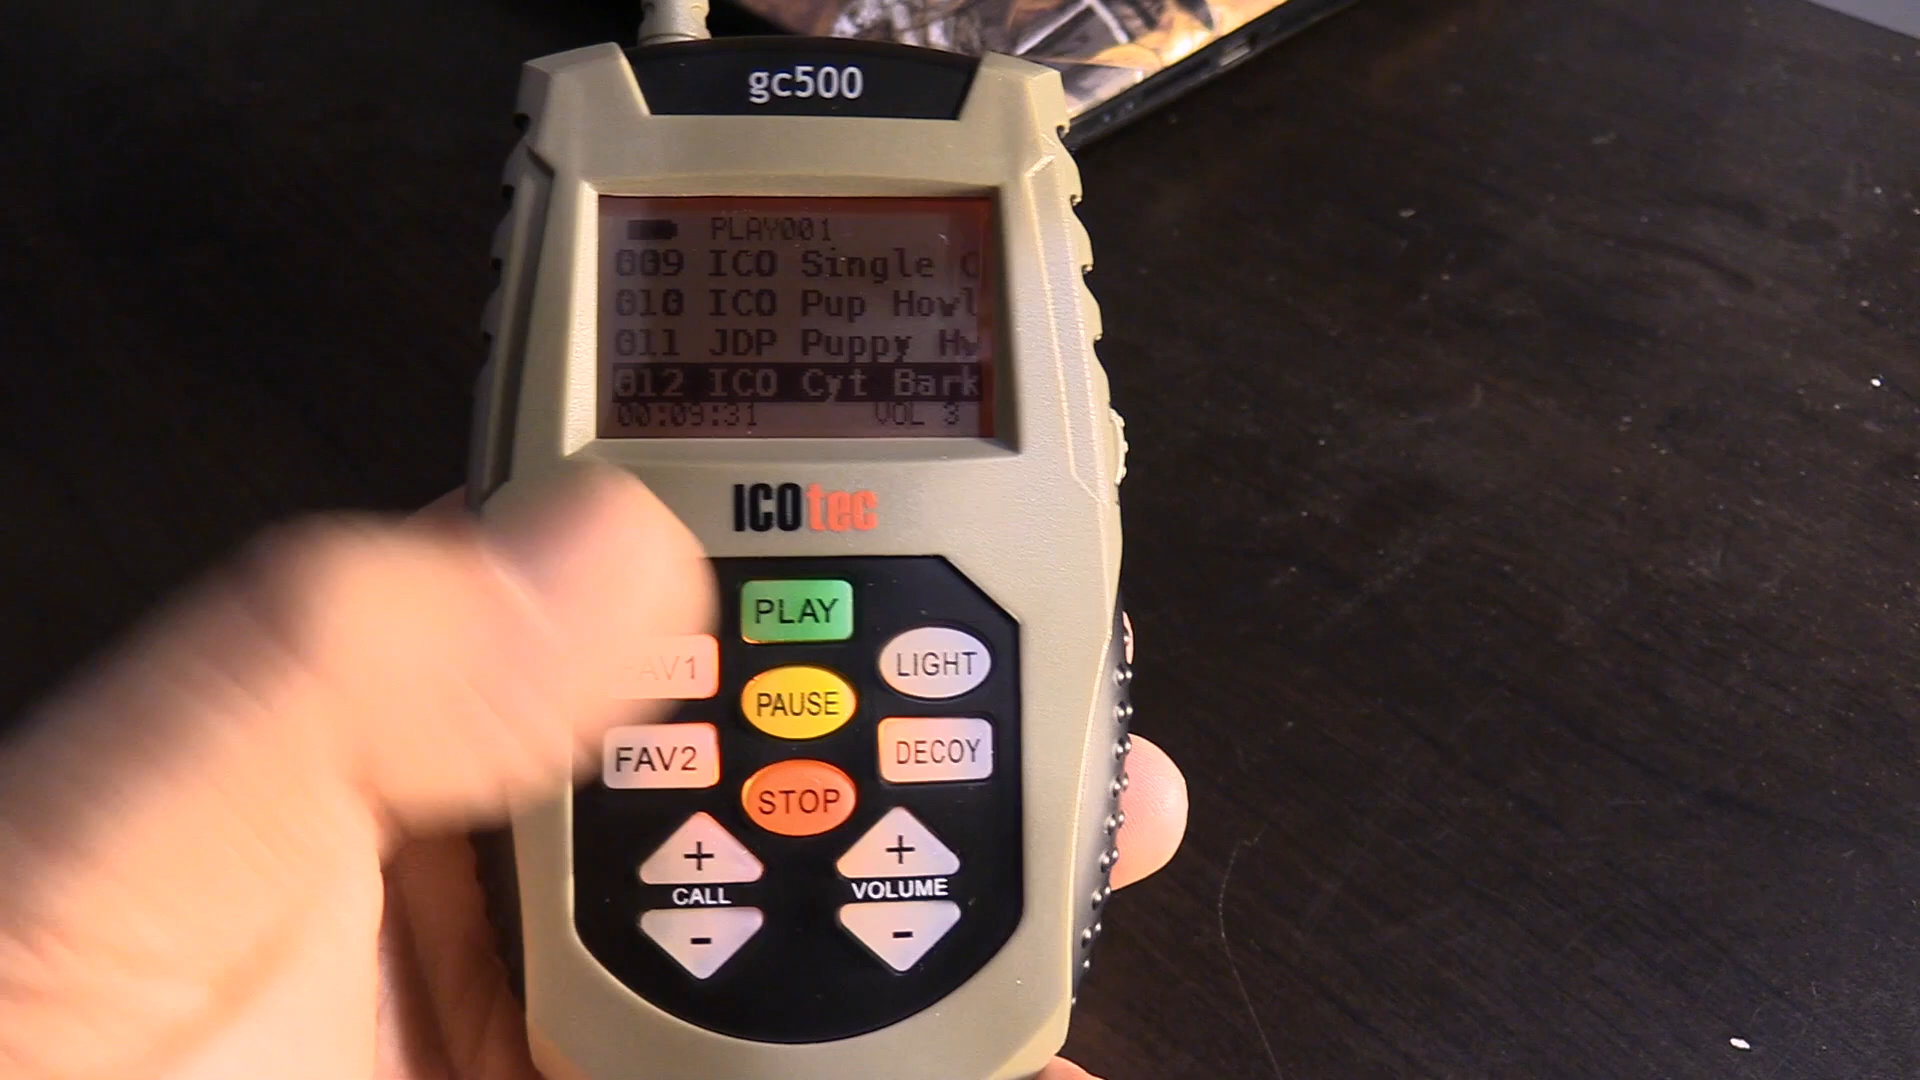 gc500
PLAY001
009 ICO Single C
010 ICO Pup Howl
011 JDP Puppy Hw
012 ICO Cyt Bark
00:09:31 VOL 3
ICOtec
PLAY
FAV1
LIGHT
PAUSE
FAV2
DECOY
STOP
+
+
CALL
VOLUME
-
-